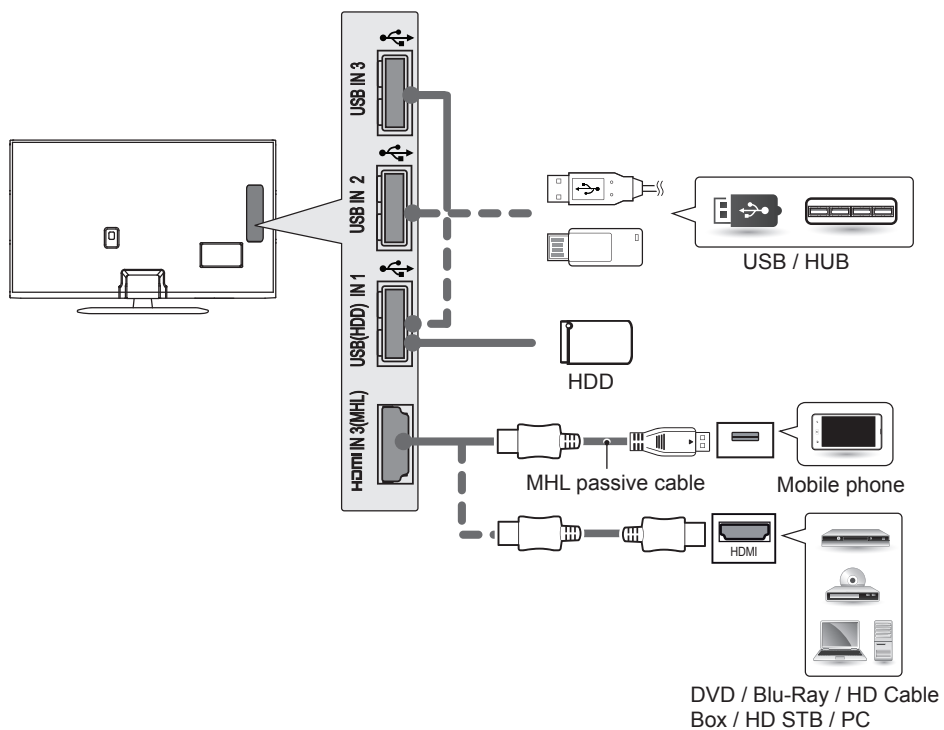 USB IN 3
USB IN 2
USB(HDD) IN 1
HDMI IN 3(MHL)
USB / HUB
HDD
MHL passive cable
Mobile phone
HDMI
DVD / Blu-Ray / HD Cable
Box / HD STB / PC